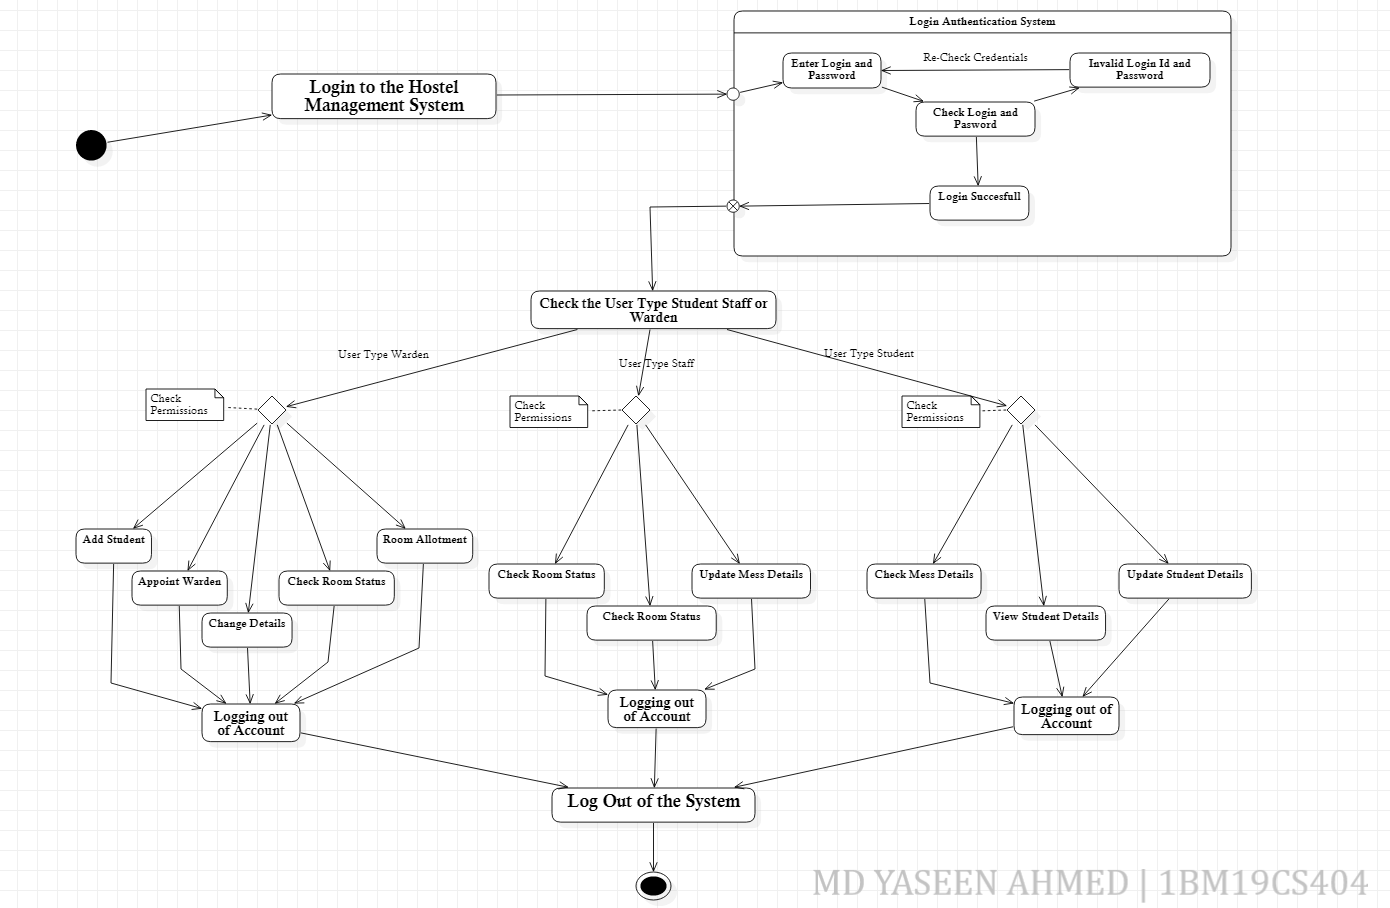 Login Authentication System
Enter Login and
Password
Re-Check Credentials
Invalid Login Id and
Password
Login to the Hostel
Management System
Check Login and
Pasword
Login Succesfull
Check the User Type Student Staff or
Warden
User Type Warden
User Type Staff
User Type Student
Check
Permissions
Check
Permissions
Check
Permissions
Add Student
Appoint Warden
Change Details
Check Room Status
Room Allotment
Check Room Status
Check Room Status
Update Mess Details
Check Mess Details
View Student Details
Update Student Details
Logging out
of Account
Logging out
of Account
Logging out of
Account
Log Out of the System
MD YASEEN AHMED | 1BM19CS404